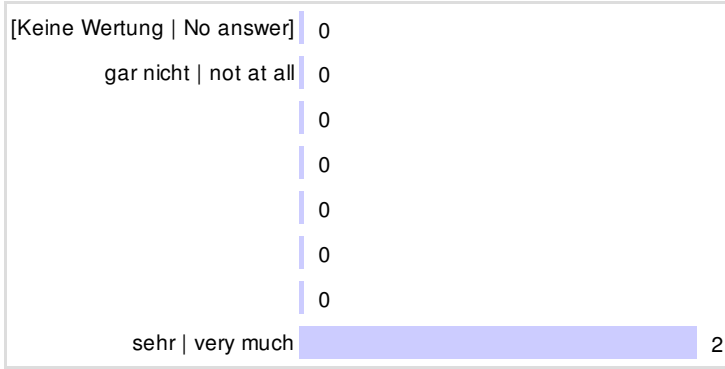 [Keine Wertung | No answer] 0
gar nicht | not at all 0
0
0
0
0
0
sehr | very much 2